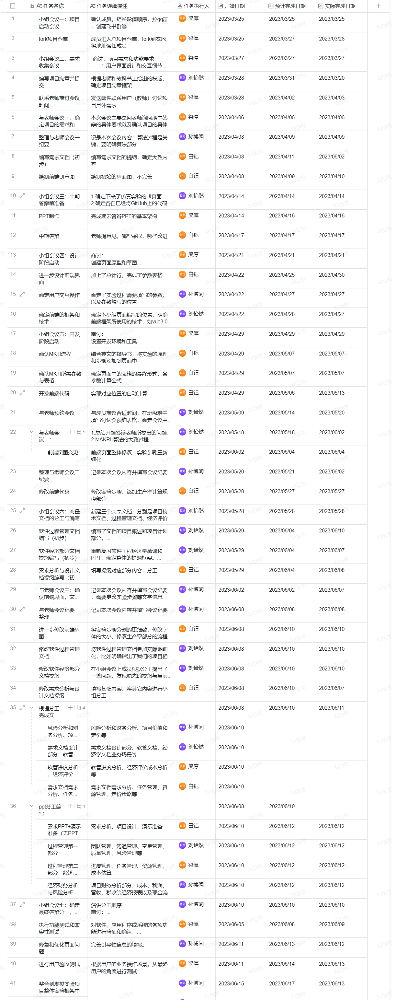 任务名称 任务详细描述 任务执行人 开始日期 预计完成日期 实际完成日期
1 小组会议一：项目启动会议 确认成员，组长轮值顺序，拉qq群，创建飞书群等 梁厚 2023/03/25 2023/03/25 2023/03/25
2 fork项目仓库 成员进入总项目仓库，fork到本地，将地址通知成员 梁厚 2023/03/25 2023/03/27 2023/03/28
3 小组会议二：需求收集会议 ·商讨：项目需求和功能要求 ：用户界面设计和交互细节... 梁厚 2023/03/27 2023/03/27 2023/03/27
4 编写项目宪章并提交 根据老师和教科书上给出的模版，确定项目宪章框架... 刘怡然 2023/03/28 2023/03/31 2023/03/20
5 联系老师商讨会议时间 发送邮件联系用户（教师）讨论项目具体需求 梁厚 2023/03/28 2023/04/02 2023/04/03
6 与老师会议一：确定项目的需求和... 本次会议主要是向老师询问期中答辩的具体要求以及确认项目的具体... 梁厚 2023/04/06 2023/04/06 2023/04/06
7 整理与老师会议一纪要 记录本次会议内容：算法过程是关键，要明确算法部分 孙博闻 2023/04/08 2023/04/09 2023/04/09
8 编写需求文档（初步） 编写需求文档的提纲，确定大致内容 白钰 2023/04/08 2023/04/11 2023/06/02
9 绘制前端UI草图 绘制初始的界面图，不完善 白钰 2023/04/08 2023/04/09 2023/04/10
10 小组会议三：中期答辩前准备 1.确定下来了仿真实验的UI页面 2.确定各自已经将GitHub上的代码... 刘怡然 2023/04/14 2023/04/14 2023/04/14
11 PPT制作 完成期末答辩PPT的基本架构 梁厚 2023/04/14 2023/04/16 2023/04/16
12 中期答辩 老师提意见，哪些采取，哪些改进 白钰 2023/04/17 2023/04/17 2023/04/17
13 小组会议四：设计阶段启动 商讨： 创建页面原型和草图... 梁厚 2023/04/21 2023/04/21 2023/04/21
14 进一步设计前端界面 加上了总计行，完成了参数表格 白钰 2023/04/22 2023/04/25 2023/04/30
15 确定用户交互操作 确定了实验过程需要填写的参数，以及参数填写的位置 孙博闻 2023/04/22 2023/04/27 2023/04/27
16 确定前端的框架和技术 确定本小组页面编写的位置，明确前端框架所使用的技术，如vue3.0... 刘怡然 2023/04/22 2023/04/28 2023/04/27
17 小组会议五：开发阶段启动 商讨： 设置开发环境和工具... 梁厚 2023/04/29 2023/04/29 2023/04/29
18 确认MK II流程 结合英文的指导书，将实验的原理和步骤添加到页面中 白钰 2023/04/29 2023/05/07 2023/05/07
19 确认MK II所需参数与表格 确定页面中的表格的最终形式，各参数计算公式 白钰 2023/04/29 2023/05/07 2023/05/07
20 开发前端代码 实现对应位置的自动计算 白钰 2023/04/29 2023/05/06 2023/05/13
21 与老师预约会议 与成员商议合适时间，在班级群中填写讨论会预约表格，确定会议中... 刘怡然 2023/05/09 2023/05/14 2023/05/20
22 与老师会议二：... 1 1.总结开题答辩老师所提出的问题； 2.MAKRII算法的大致过程... 刘怡然 2023/05/18 2023/05/18 2023/06/02
前端页面变更 前端页面整体修改，实验步骤重新细化 白钰 2023/06/02 2023/06/04 2023/06/04
23 整理与老师会议二纪要 记录本次会议内容并撰写会议纪要 孙博闻 2023/05/20 2023/05/21 2023/06/02
24 修改前端代码 修改实验步骤，添加生产率计算规模部分 白钰 2023/05/20 2023/05/27 2023/05/27
25 小组会议六：商量文档的分工与编写 新建三个共享文档，分别是项目技术文档、过程管理文档、经济评价... 刘怡然 2023/05/28 2023/05/28 2023/05/28
26 软件过程管理文档编写（初步） 编写了文档的项目概述和项目计划部分。... 刘怡然 2023/05/29 2023/06/04 2023/06/10
27 软件经济部分文档提纲编写（初步） 重新复习软件工程经济学慕课和PPT，确定整体的提纲框架。... 刘怡然 2023/05/29 2023/06/04 2023/06/07
28 需求分析与设计文档提纲编写（初... 填写提纲对应部分内容，分工 白钰 2023/05/29 2023/06/04 2023/06/08
29 与老师会议三：确认前端界面，文... 记录本次会议内容并撰写会议纪要，需要更改实验步骤等文字信息 孙博闻 2023/06/02 2023/06/02 2023/06/07
30 与老师会议纪要三整理 记录本次会议内容并撰写会议纪要 孙博闻 2023/06/08 2023/06/08 2023/06/08
31 进一步修改前端界面 将实验步骤分割的更细致，修改字体的大小，修改生产率部分的流程... 白钰 2023/06/08 2023/06/10 2023/06/10
32 修改软件过程管理文档 将软件过程管理文档更加实际地细化，比如明确指出了我们的项目相... 刘怡然 2023/06/08 2023/06/10 2023/06/10
33 修改软件经济部分文档提纲 在小组会议上成员根据分工提出了一些问题，发现原先的提纲与当前... 刘怡然 2023/06/08 2023/06/10 2023/06/10
34 修改需求分析与设计文档提纲 填写基础内容，将其它内容进行小组分工 白钰 2023/06/08 2023/06/10 2023/06/07
35 根据分工完成文... 4 2023/06/08 2023/06/10 2023/06/11
风险分析和财务分析、项... 风险分析和财务分析、项目价值和定价等 孙博闻 2023/06/10
需求文档设计部分、软管... 需求文档设计部分、软管文档、经济学文档业务场景等 刘怡然 2023/06/10
软管进度分析、经济评价... 软管进度分析、经济评价成本分析等 梁厚 2023/06/10
需求文档需求分析、任务... 需求文档需求分析、任务管理、资源管理、定价策略等 白钰 2023/06/10
36 ppt分工编写 4 2023/06/08 2023/06/10
需求PPT+演示准备（无PPT... 需求分析、项目设计、演示准备 白钰 2023/06/10 2023/06/12 2023/06/12
过程管理第一部分 团队管理、沟通管理、变更管理、质量管理、风险管理等 刘怡然 2023/06/10 2023/06/12 2023/06/12
过程管理第二部分，经济... 进度管理、任务管理、资源管理、成本估算 梁厚 2023/06/10 2023/06/12 2023/06/12
经济财务分析与风险分析 项目财务分析部分，成本、利润、营收、税收等经济报表以及现金流... 孙博闻 2023/06/10 2023/06/12 2023/06/12
37 小组会议七：确定最终答辩分工，... 演讲分工顺序 商讨：... 孙博闻 2023/06/10 2023/06/10 2023/06/10
38 执行功能测试和兼容性测试 对软件、应用程序或系统的各项功能进行验证和确认；... 梁厚 2023/06/05 2023/06/08 2023/06/09
39 修复和优化页面问题 完善引导性信息的填写。 孙博闻 2023/06/11 2023/06/13 2023/06/12
40 进行用户验收测试 根据用户的业务操作场景。从最终用户的角度进行测试 梁厚 2023/06/11 2023/06/14 2023/06/13
41 整合到虚拟实验项目整体实验框架中 孙博闻 2023/06/15 2023/06/17 2023/06/13